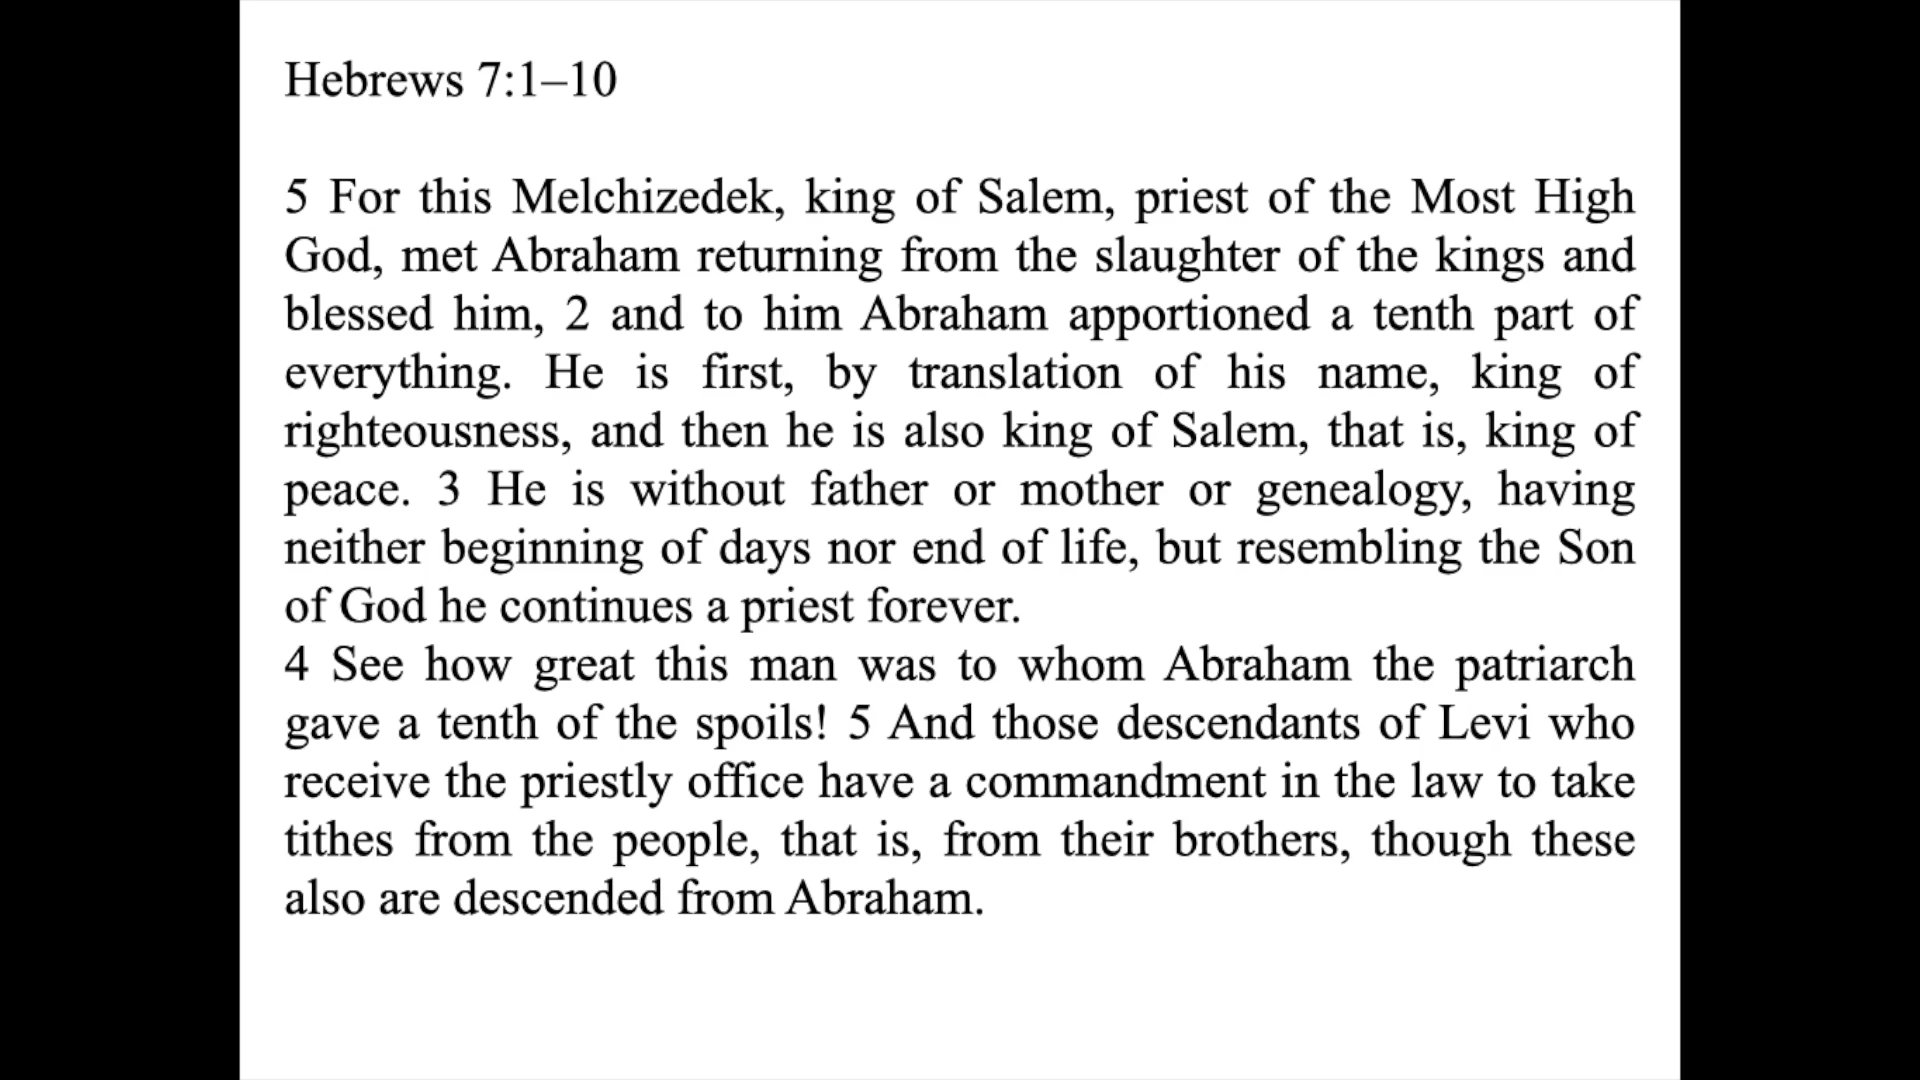 Hebrews 7:1–10
5 For this Melchizedek, king of Salem, priest of the Most High
God, met Abraham returning from the slaughter of the kings and
blessed him, 2 and to him Abraham apportioned a tenth part of
everything. He is first, by translation of his name, king of
righteousness, and then he is also king of Salem, that is, king of
peace. 3 He is without father or mother or genealogy, having
neither beginning of days nor end of life, but resembling the Son
of God he continues a priest forever.
4 See how great this man was to whom Abraham the patriarch
gave a tenth of the spoils! 5 And those descendants of Levi who
receive the priestly office have a commandment in the law to take
tithes from the people, that is, from their brothers, though these
also are descended from Abraham.